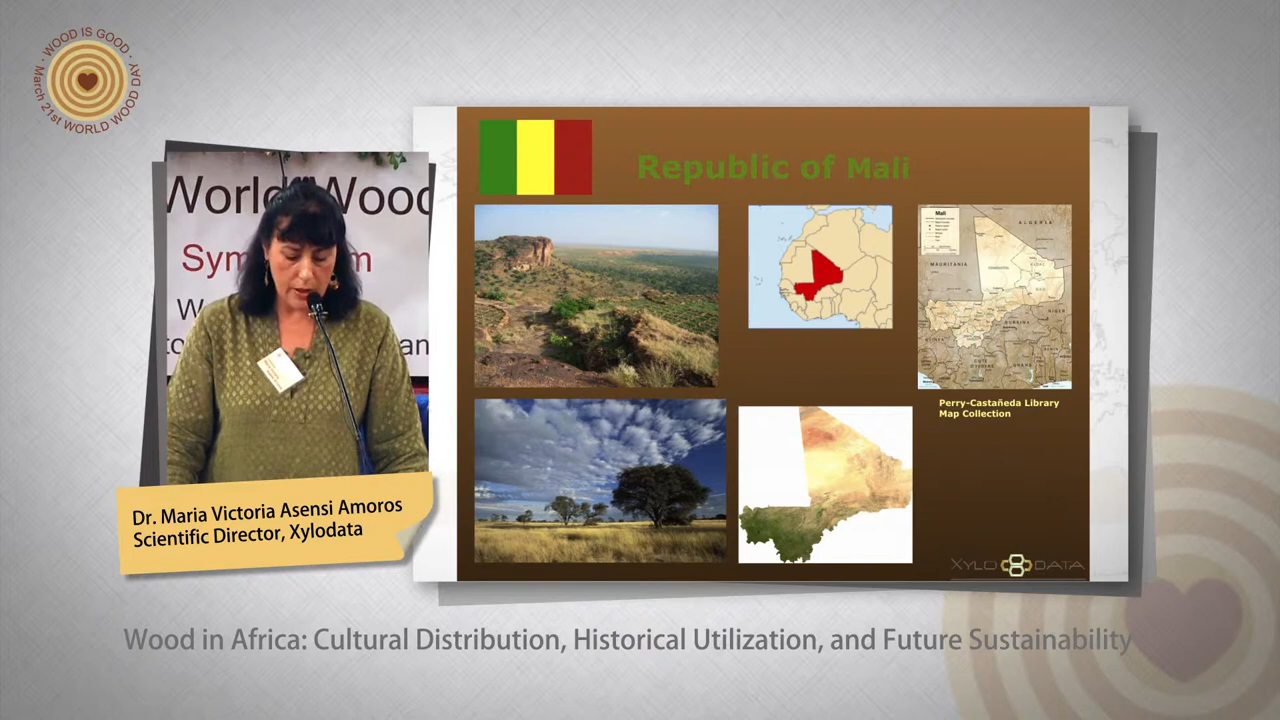 WOOD IS GOOD · March 21st WORLD WOOD DAY ·
World Wood
Sym m
W
to an
Dr. Maria Victoria Asensi Amoros
Scientific Director, Xylodata
Republic of Mali
Mali
ALGERIA
MAURITANIA
Perry-Castañeda Library
Map Collection
XYLODATA
Wood in Africa: Cultural Distribution, Historical Utilization, and Future Sustainability